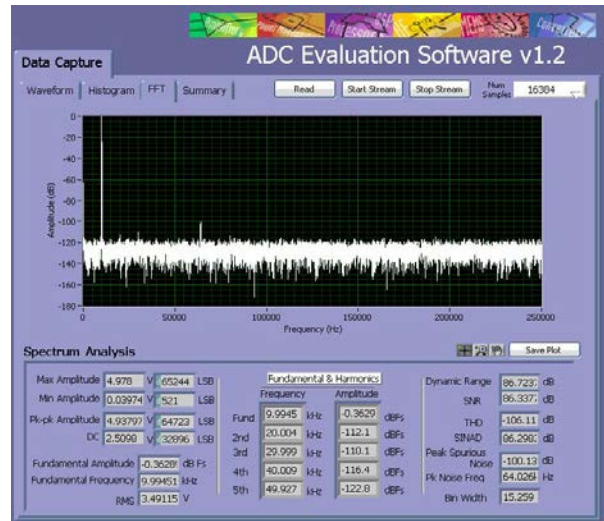 ADC Evaluation Software v1.2
Data Capture
Waveform Histogram FFT Summary Read Start Stream Stop Stream Num Samples 16384
Amplitude (dB)
0
-20
-40
-60
-80
-100
-120
-140
-160
-180
0 50000 100000 150000 200000 250000
Frequency (Hz)
Spectrum Analysis Save Plot
Max Amplitude 4.978 V 65244 LSB
Min Amplitude 0.03974 V 521 LSB
Pk-pk Amplitude 4.93797 V 64723 LSB
DC 2.5098 V 32896 LSB
Fundamental Amplitude -0.3628 dB Fs
Fundamental Frequency 9.99451 kHz
RMS 3.49115 V
Fundamental & Harmonics
Frequency Amplitude
Fund 9.9945 kHz -0.3629 dBFs
2nd 20.004 kHz -112.1 dBFs
3rd 29.999 kHz -110.1 dBFs
4th 40.009 kHz -116.4 dBFs
5th 49.927 kHz -122.8 dBFs
Dynamic Range 86.723 dB
SNR 86.337 dB
THD -106.11 dB
SINAD 86.298 dB
Peak Spurious Noise -100.13 dB
Pk Noise Freq 64.026 Hz
Bin Width 15.259